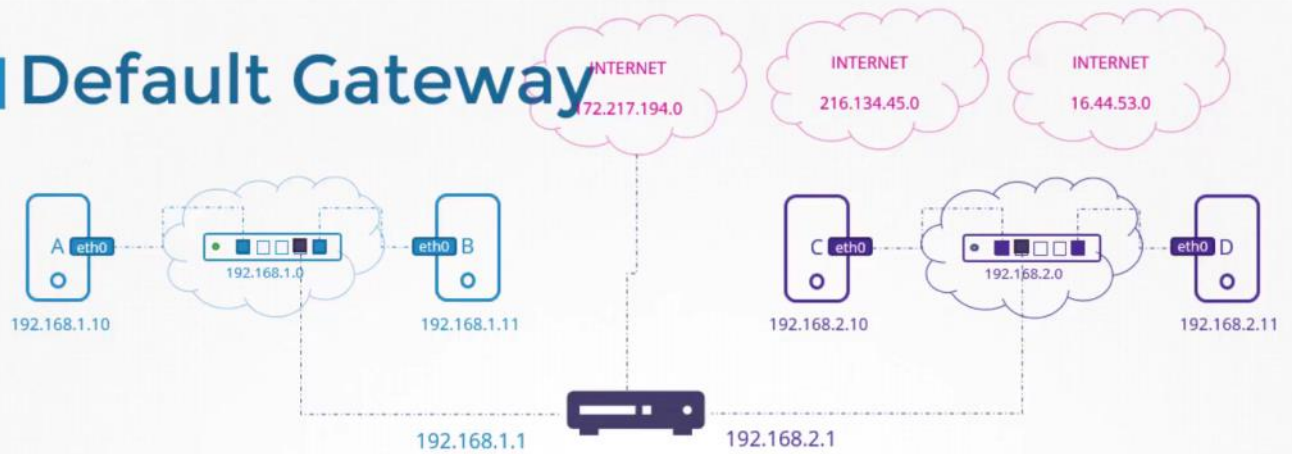 Default Gateway
INTERNET
172.217.194.0
INTERNET
216.134.45.0
INTERNET
16.44.53.0
A
eth0
192.168.1.10
192.168.1.0
eth0
B
192.168.1.11
C
eth0
192.168.2.10
192.168.2.0
eth0
D
192.168.2.11
192.168.1.1
192.168.2.1